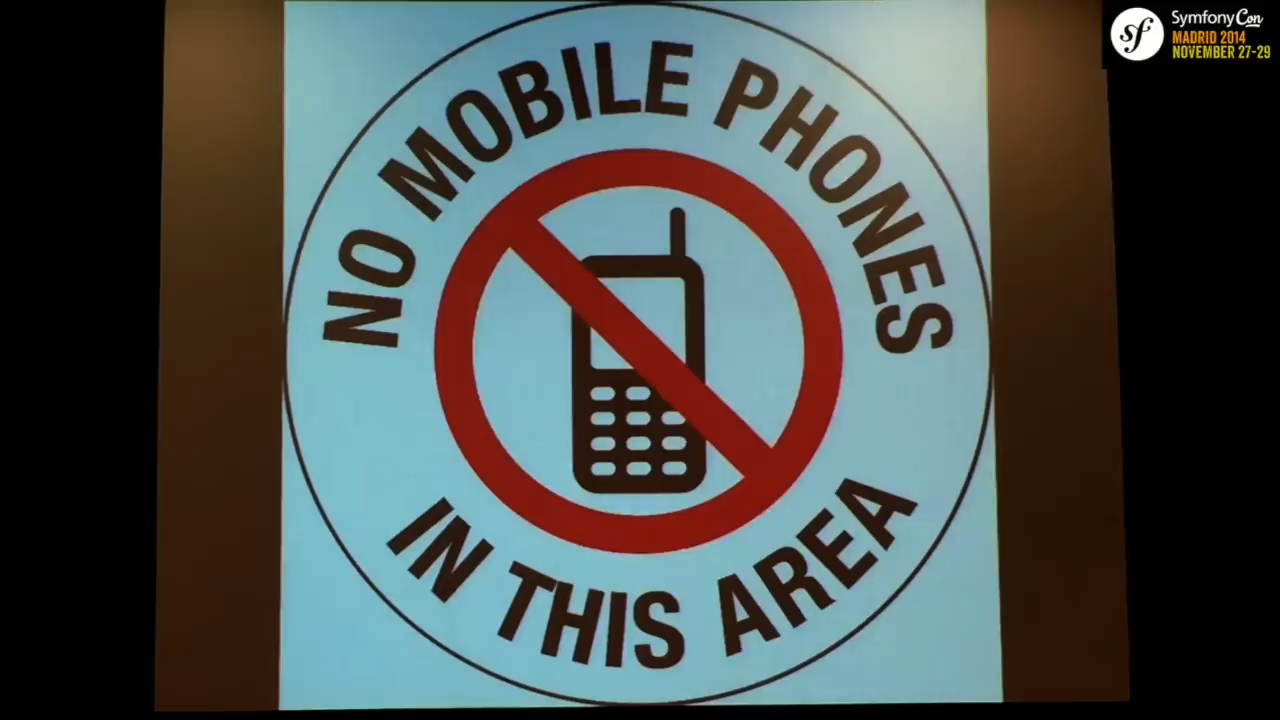 NO MOBILE PHONES
IN THIS AREA
sf
SymfonyCon
MADRID 2014
NOVEMBER 27-29